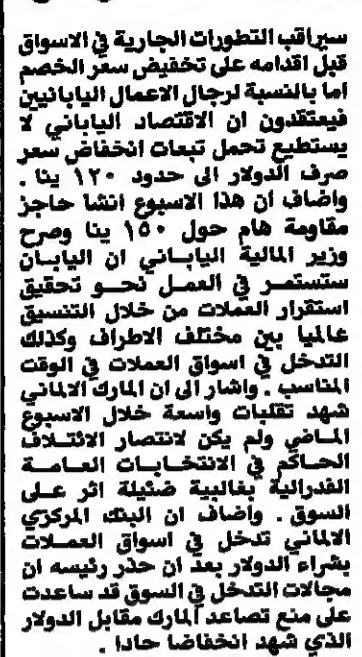 سيراقب التطورات الجارية في الاسواق
قبل اقدامه على تخفيض سعر الخصم
اما بالنسبة لرجال الاعمال اليابانيين
فيعتقدون ان الاقتصاد الياباني لا
يستطيع تحمل تبعات انخفاض سعر
صرف الدولار الى حدود ١٢٠ ينا .
واضاف ان هذا الاسبوع انشا حاجز
مقاومة هام حول ١٥٠ ينا وصرح
وزير المالية الياباني ان اليابان
ستستمر في العمل نحو تحقيق
استقرار العملات من خلال التنسيق
عالميا بين مختلف الاطراف وكذلك
التدخل في اسواق العملات في الوقت
المناسب . واشار الى ان المارك الالماني
شهد تقلبات واسعة خلال الاسبوع
الماضي ولم يكن لانتصار الائتلاف
الحاكم في الانتخابات العامة
الفدرالية بغالبية ضئيلة اثر على
السوق . واضاف ان البنك المركزي
الالماني تدخل في اسواق العملات
بشراء الدولار بعد ان حذر رئيسه ان
مجالات التدخل في السوق قد ساعدت
على منع تصاعد المارك مقابل الدولار
الذي شهد انخفاضا حادا .